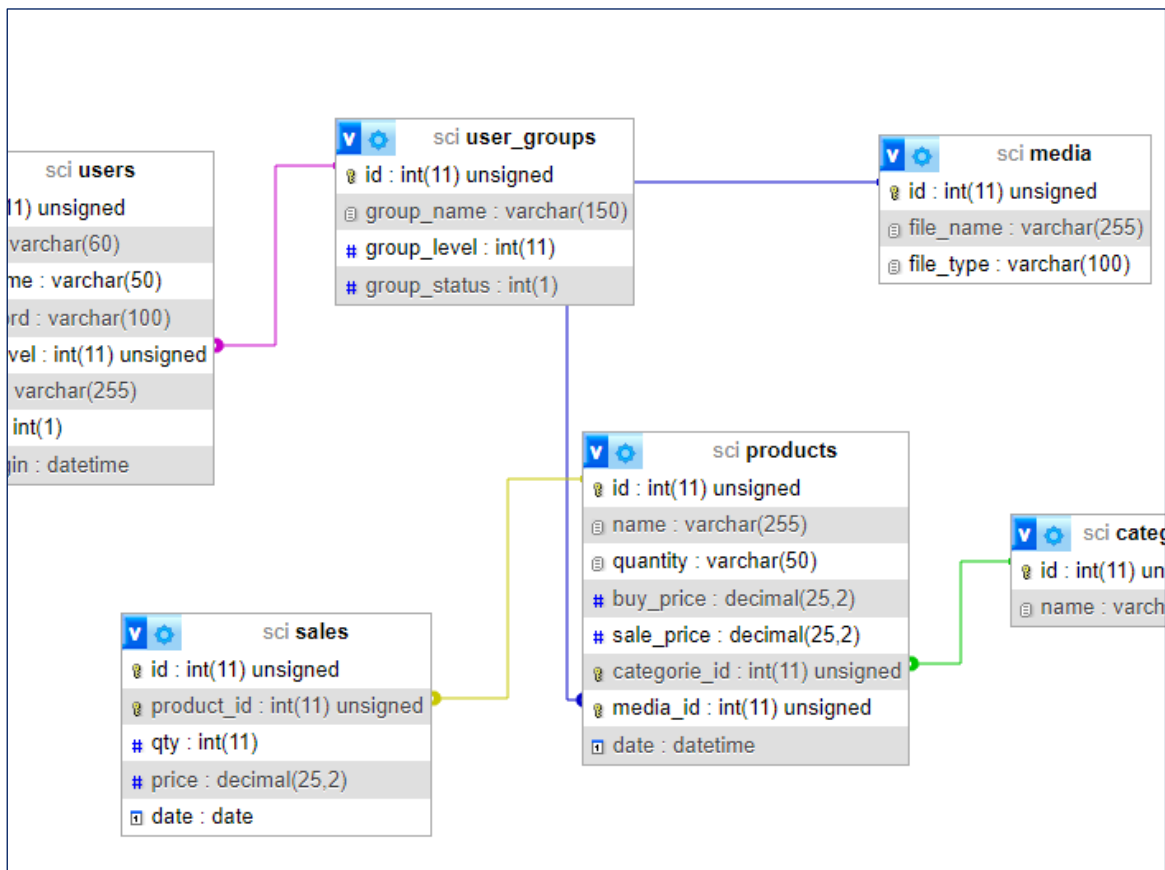 sci users
11) unsigned
varchar(60)
me : varchar(50)
ord : varchar(100)
vel : int(11) unsigned
varchar(255)
int(1)
gin : datetime
V sci user_groups
id : int(11) unsigned
group_name : varchar(150)
# group_level : int(11)
# group_status : int(1)
V sci media
id : int(11) unsigned
file_name : varchar(255)
file_type : varchar(100)
V sci products
id : int(11) unsigned
name : varchar(255)
quantity : varchar(50)
# buy_price : decimal(25,2)
# sale_price : decimal(25,2)
categorie_id : int(11) unsigned
media_id : int(11) unsigned
date : datetime
V sci categ
id : int(11) un
name : varch
V sci sales
id : int(11) unsigned
product_id : int(11) unsigned
# qty : int(11)
# price : decimal(25,2)
date : date